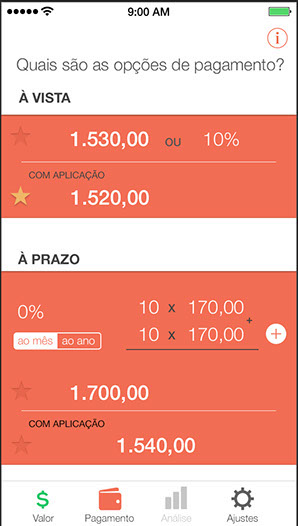 9:00 AM
i
Quais são as opções de pagamento?
À VISTA
1.530,00 OU 10%
COM APLICAÇÃO
1.520,00
À PRAZO
0%
10 x 170,00
10 x 170,00
+
ao mês ao ano
+
1.700,00
COM APLICAÇÃO
1.540,00
$
Valor Pagamento Análise Ajustes